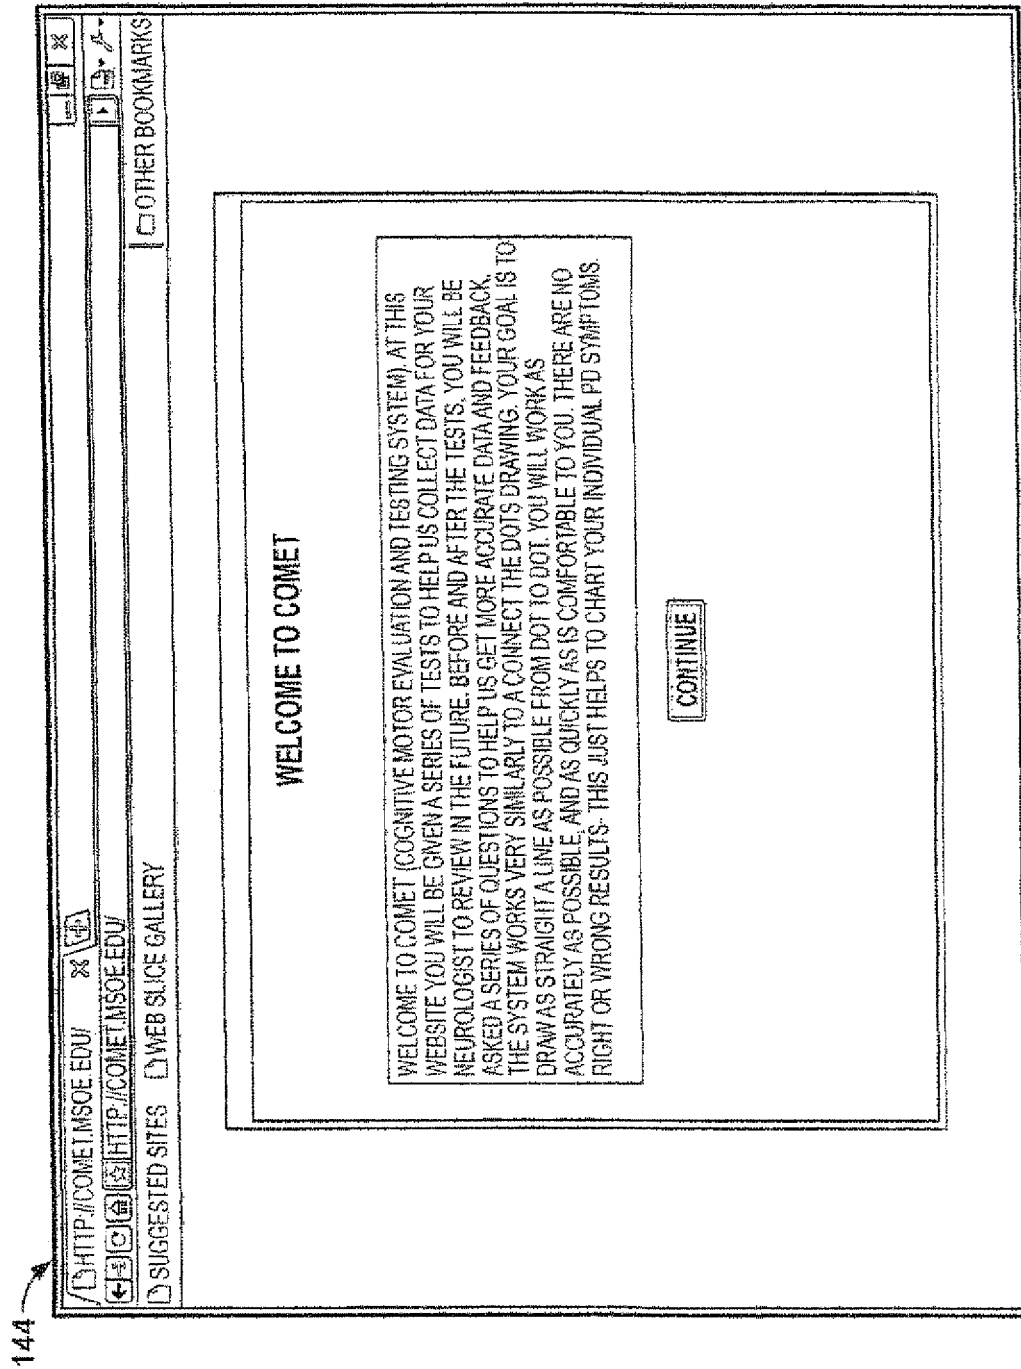 144
HTTP://COMET.MSOE.EDU/
HTTP://COMET.MSOE.EDU/
SUGGESTED SITES WEB SLICE GALLERY OTHER BOOKMARKS
WELCOME TO COMET
WELCOME TO COMET (COGNITIVE MOTOR EVALUATION AND TESTING SYSTEM). AT THIS
WEBSITE YOU WILL BE GIVEN A SERIES OF TESTS TO HELP US COLLECT DATA FOR YOUR
NEUROLOGIST TO REVIEW IN THE FUTURE. BEFORE AND AFTER THE TESTS, YOU WILL BE
ASKED A SERIES OF QUESTIONS TO HELP US GET MORE ACCURATE DATA AND FEEDBACK.
THE SYSTEM WORKS VERY SIMILARLY TO A CONNECT THE DOTS DRAWING. YOUR GOAL IS TO
DRAW AS STRAIGHT A LINE AS POSSIBLE FROM DOT TO DOT. YOU WILL WORK AS
ACCURATELY AS POSSIBLE, AND AS QUICKLY AS IS COMFORTABLE TO YOU. THERE ARE NO
RIGHT OR WRONG RESULTS- THIS JUST HELPS TO CHART YOUR INDIVIDUAL PD SYMPTOMS.
CONTINUE